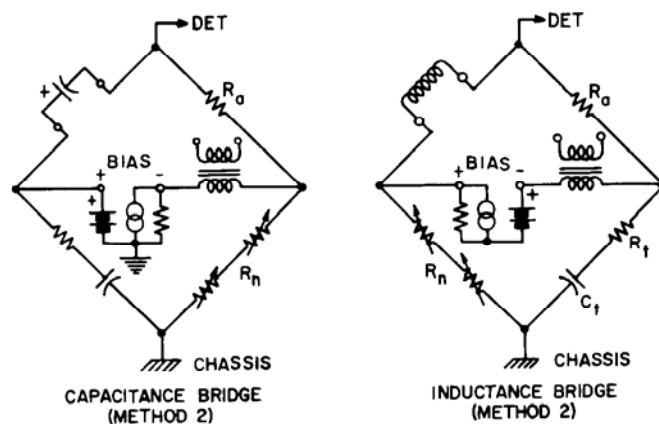 DET
DET
+
Rₐ
Rₐ
+ BIAS -
+
+ BIAS -
+
Rₙ
Rₙ
Rₜ
Cₜ
CHASSIS
CHASSIS
CAPACITANCE BRIDGE
(METHOD 2)
INDUCTANCE BRIDGE
(METHOD 2)